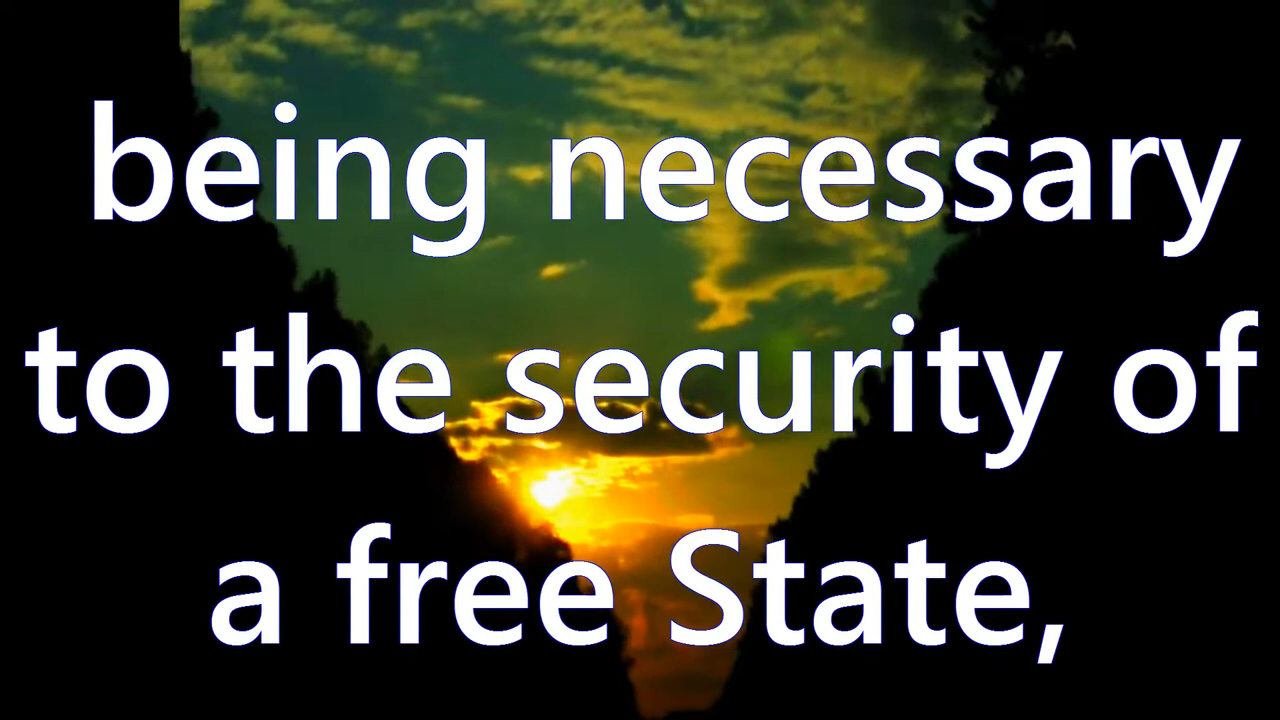 being necessary
to the security of
a free State,